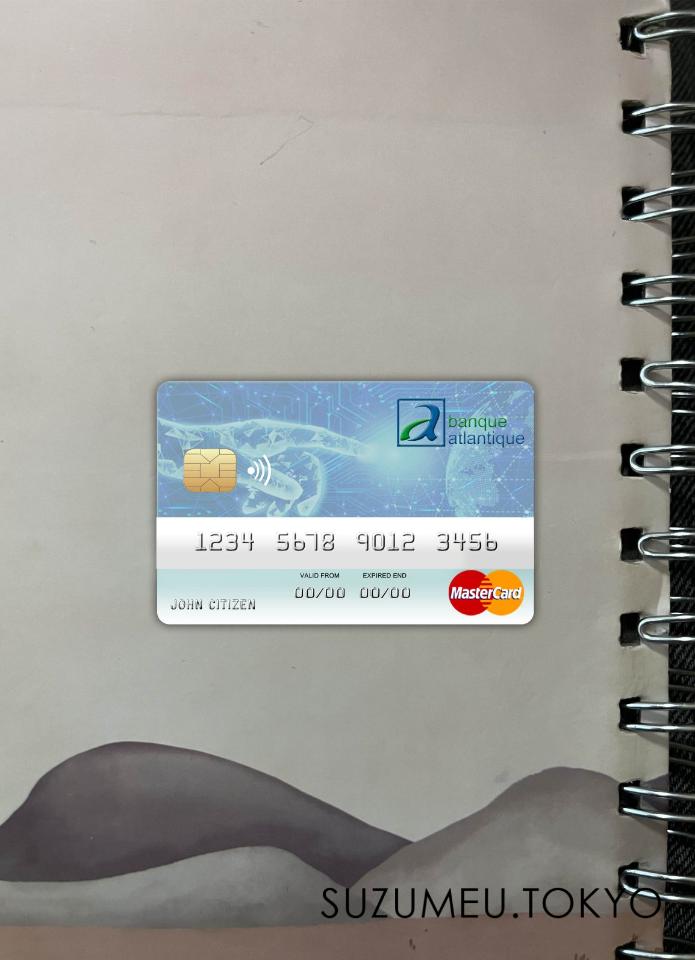 banque
atlantique
1234 5678 9012 3456
VALID FROM EXPIRED END
00/00 00/00
JOHN CITIZEN
MasterCard
SUZUMEU.TOKYO